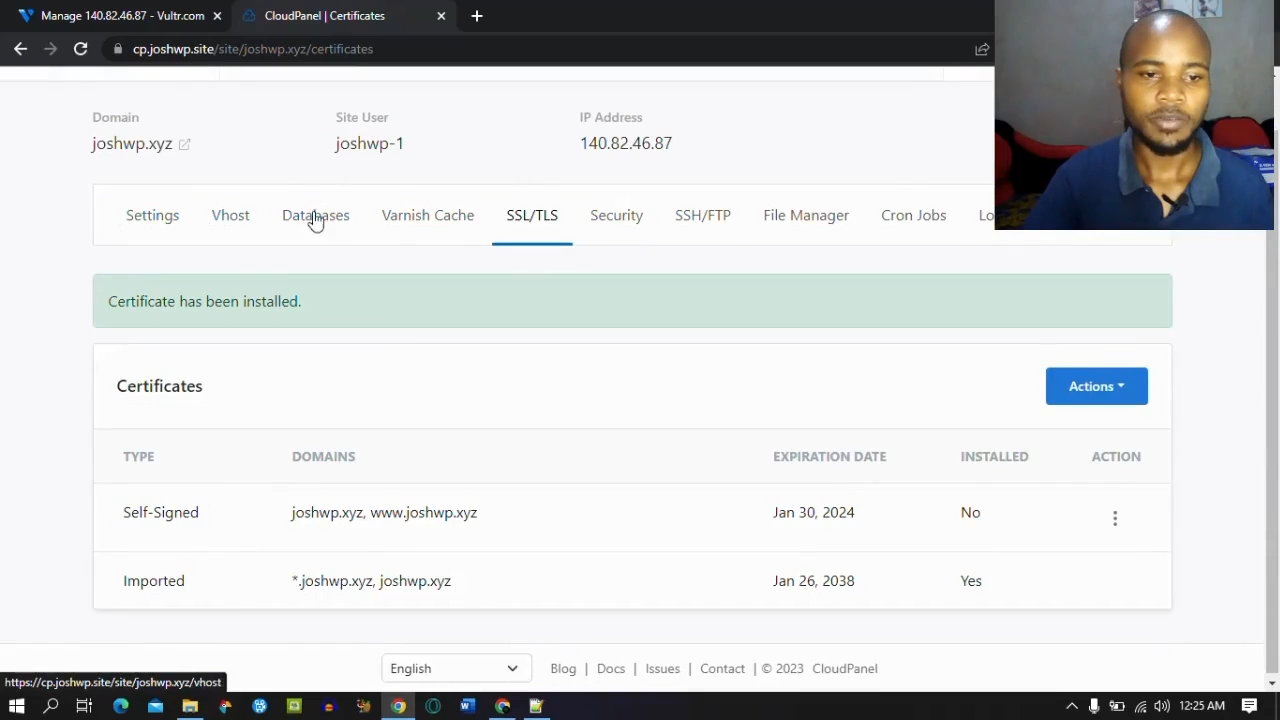 Manage 140.82.46.87 - Vultr.com
CloudPanel | Certificates
cp.joshwp.site/site/joshwp.xyz/certificates
Domain
Site User
IP Address
joshwp.xyz
joshwp-1
140.82.46.87
Settings
Vhost
Databases
Varnish Cache
SSL/TLS
Security
SSH/FTP
File Manager
Cron Jobs
Lo
Certificate has been installed.
Certificates
Actions
TYPE
DOMAINS
EXPIRATION DATE
INSTALLED
ACTION
Self-Signed
joshwp.xyz, www.joshwp.xyz
Jan 30, 2024
No
Imported
*.joshwp.xyz, joshwp.xyz
Jan 26, 2038
Yes
English
Blog | Docs | Issues | Contact | © 2023 CloudPanel
https://cp.joshwp.site/site/joshwp.xyz/vhost
12:25 AM